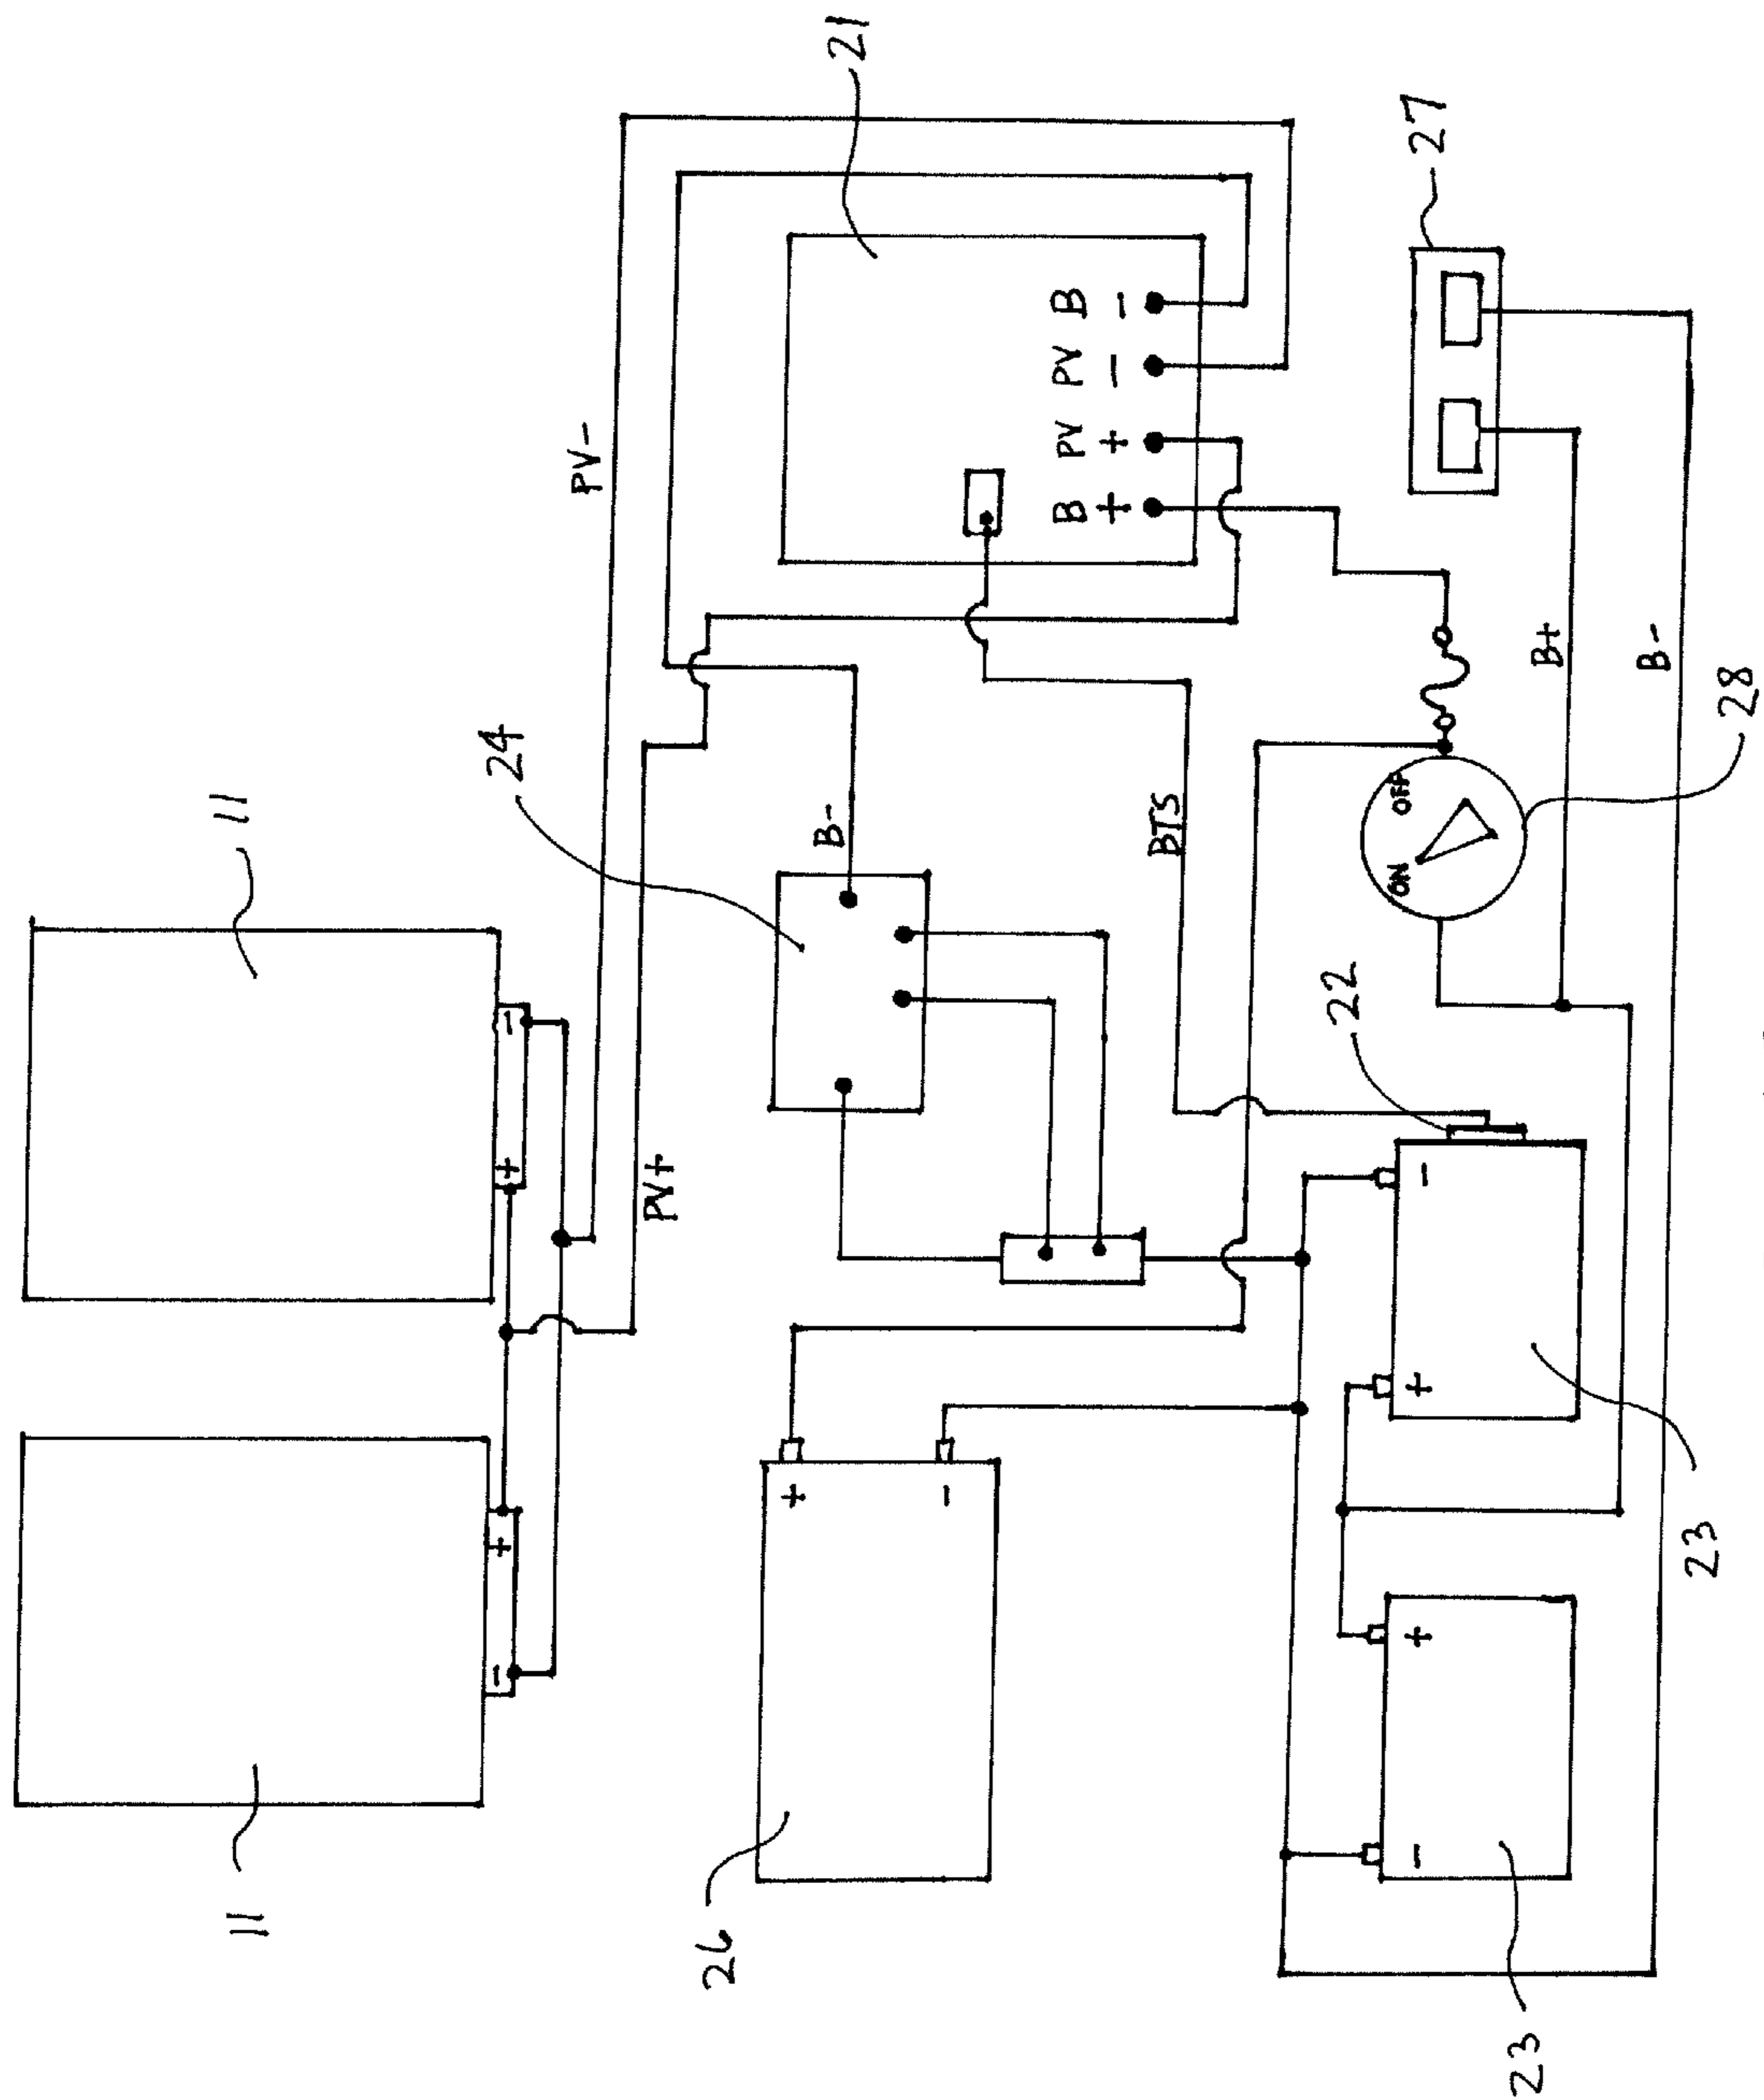 11
11
- +
+ -
PV+
PV-
24
B-
21
26
+
-
BTS
B PV PV B
+ + - -
22
ON OFF
28
27
B+
B-
- +
+ -
23
23